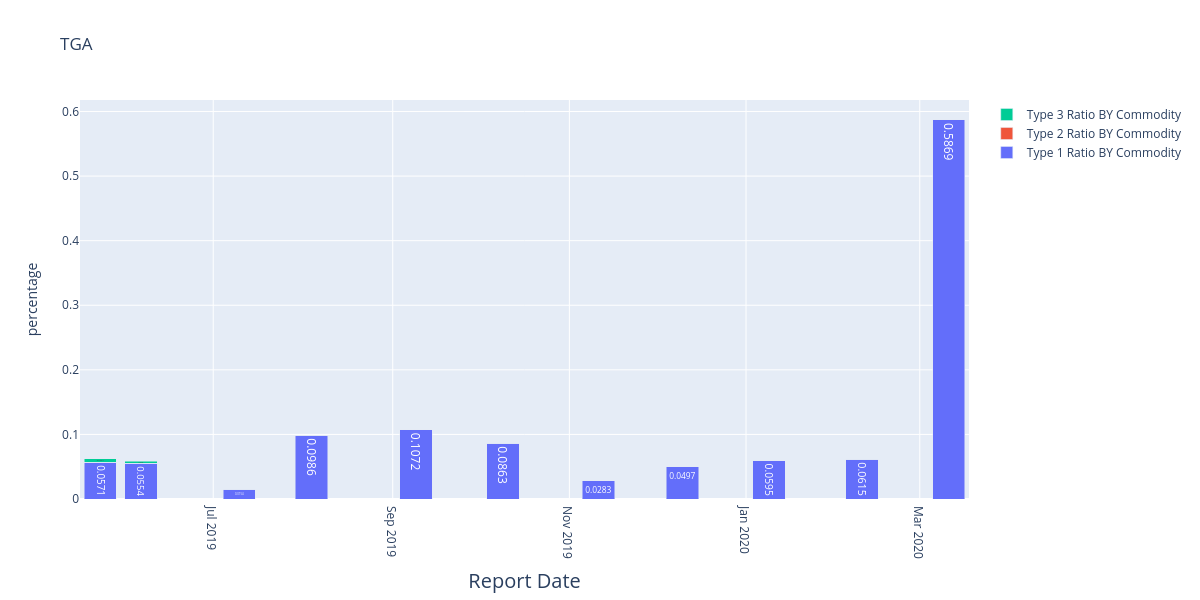 TGA
Type 3 Ratio BY Commodity
Type 2 Ratio BY Commodity
Type 1 Ratio BY Commodity
percentage
0.6
0.5
0.4
0.3
0.2
0.1
0
0.0571
0.0554
0.0986
0.1072
0.0863
0.0283
0.0497
0.0595
0.0615
0.5869
Jul 2019
Sep 2019
Nov 2019
Jan 2020
Mar 2020
Report Date